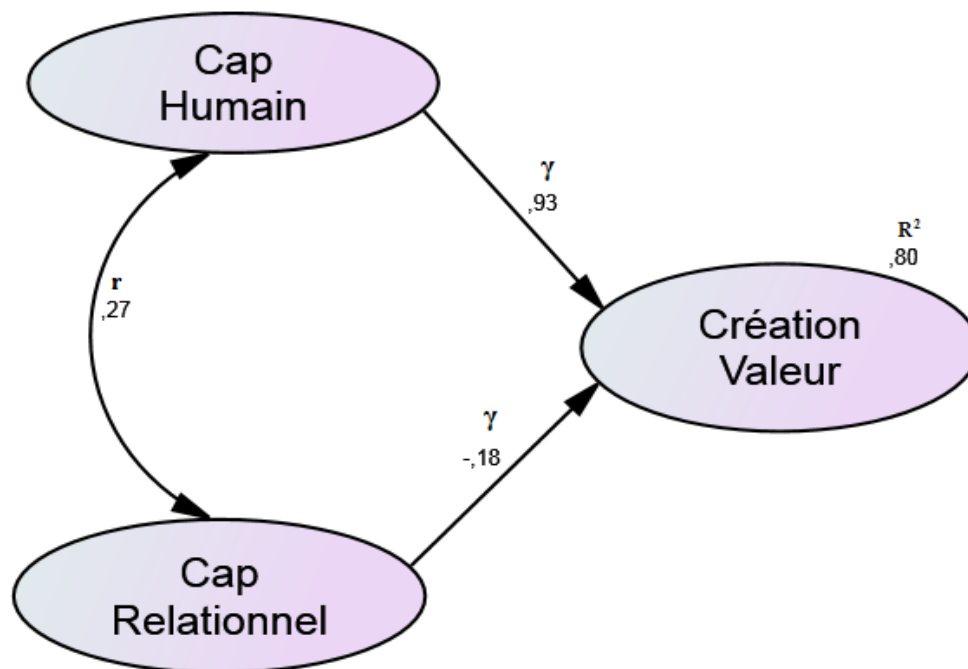 Cap
Humain
γ
,93
R²
,80
r
,27
Création
Valeur
γ
-,18
Cap
Relationnel